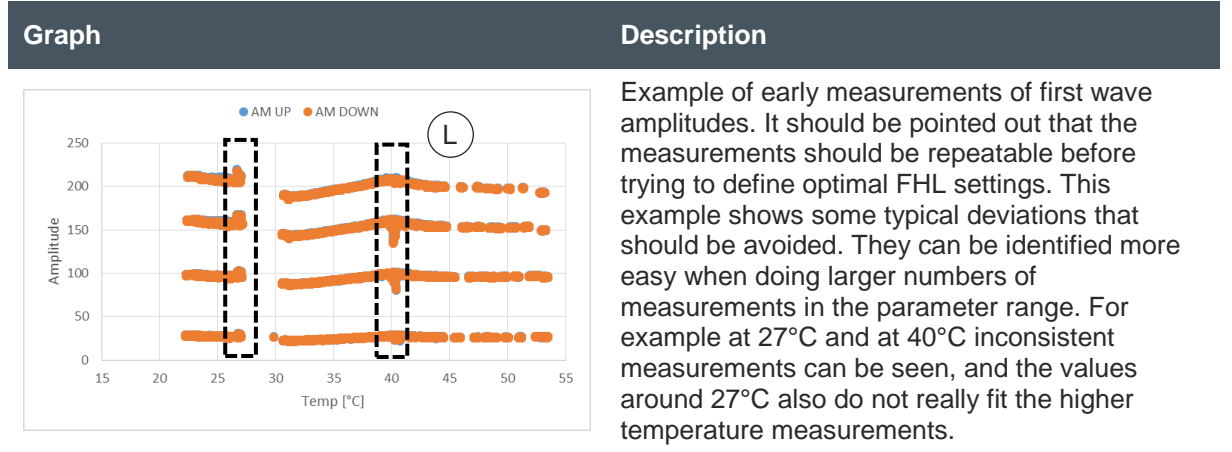 Graph
Description
AM UP AM DOWN
L
250
200
150
100
50
0
Amplitude
15 20 25 30 35 40 45 50 55
Temp [°C]
Example of early measurements of first wave
amplitudes. It should be pointed out that the
measurements should be repeatable before
trying to define optimal FHL settings. This
example shows some typical deviations that
should be avoided. They can be identified more
easy when doing larger numbers of
measurements in the parameter range. For
example at 27°C and at 40°C inconsistent
measurements can be seen, and the values
around 27°C also do not really fit the higher
temperature measurements.